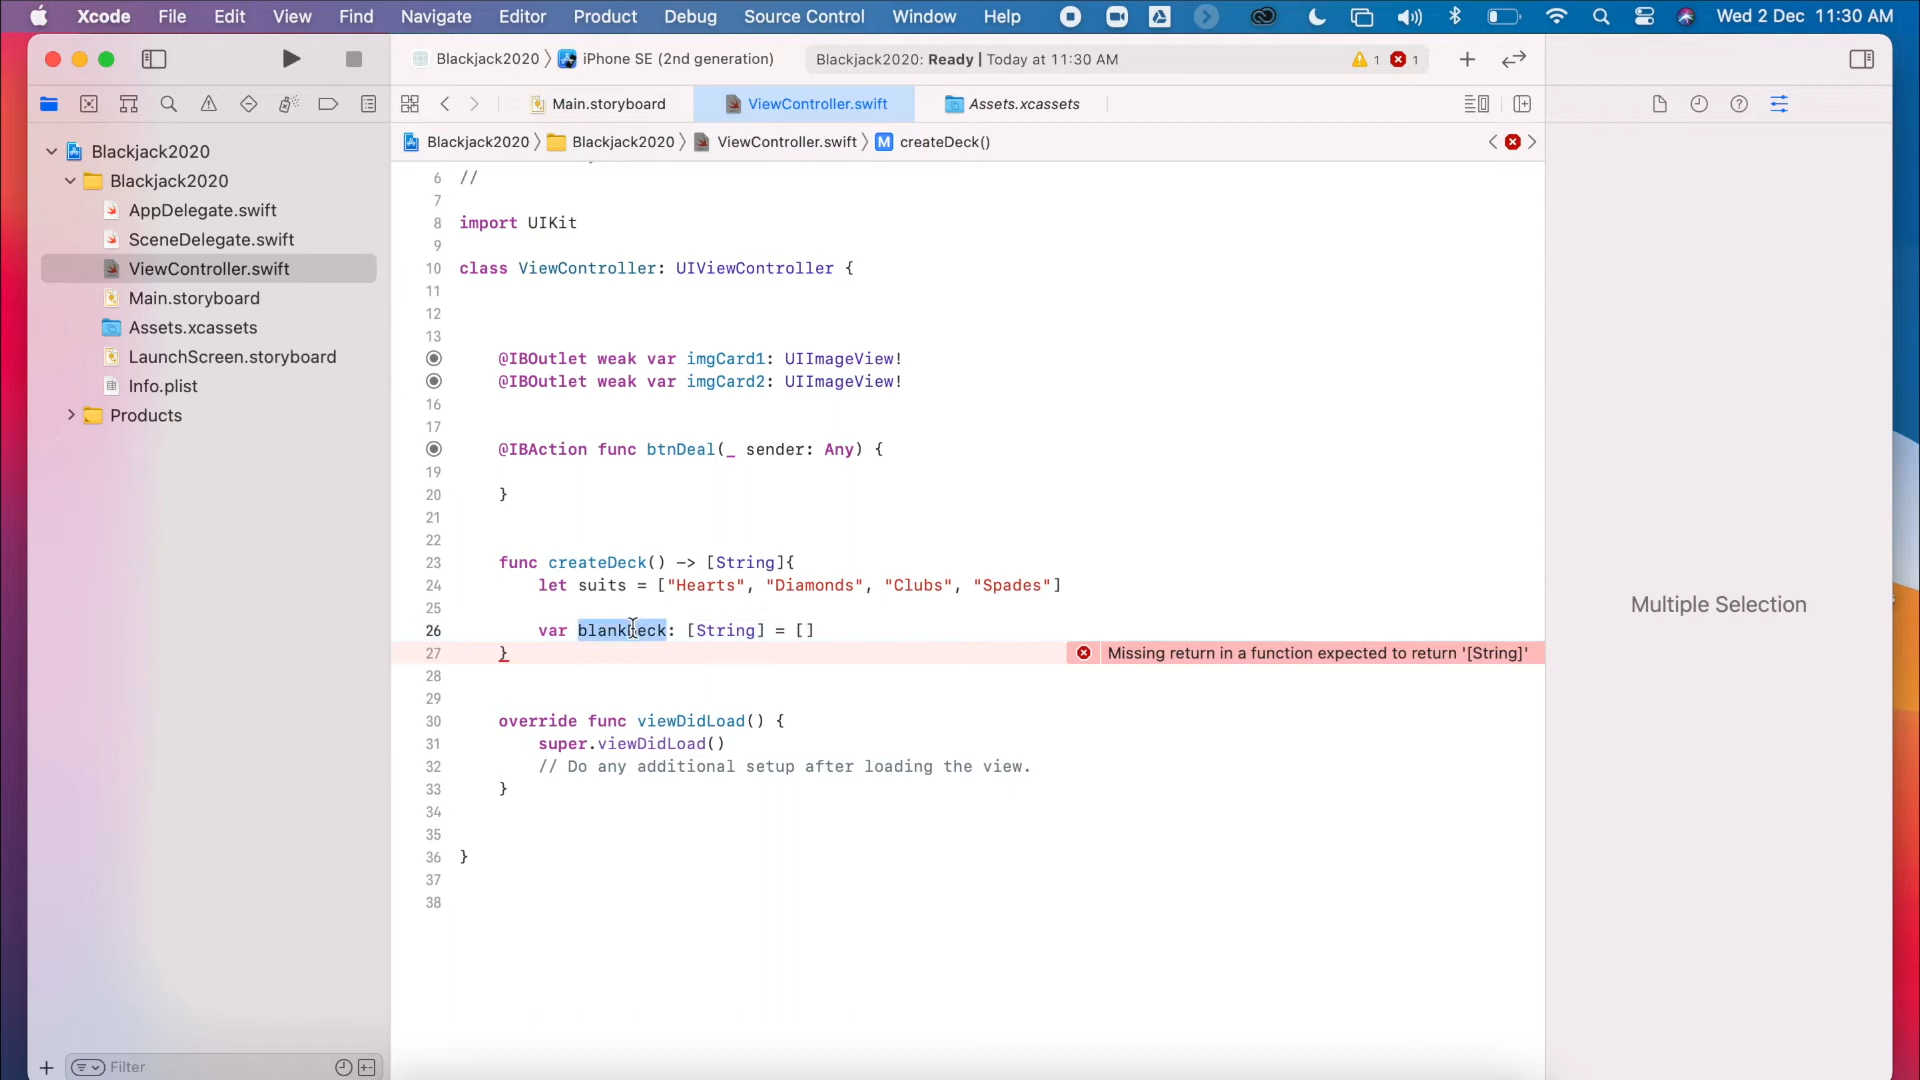 Xcode File Edit View Find Navigate Editor Product Debug Source Control Window Help Wed 2 Dec 11:30 AM
Blackjack2020 iPhone SE (2nd generation) Blackjack2020: Ready | Today at 11:30 AM 1 1
Main.storyboard ViewController.swift Assets.xcassets
Blackjack2020 Blackjack2020 ViewController.swift M createDeck()
Blackjack2020
Blackjack2020
AppDelegate.swift
SceneDelegate.swift
ViewController.swift
Main.storyboard
Assets.xcassets
LaunchScreen.storyboard
Info.plist
Products
Filter
6 //
7
8 import UIKit
9
10 class ViewController: UIViewController {
11
12
13
@IBOutlet weak var imgCard1: UIImageView!
@IBOutlet weak var imgCard2: UIImageView!
16
17
@IBAction func btnDeal(_ sender: Any) {
19
20 }
21
22
23 func createDeck() -> [String]{
24 let suits = ["Hearts", "Diamonds", "Clubs", "Spades"]
25
26 var blankDeck: [String] = []
27 } Missing return in a function expected to return '[String]'
28
29
30 override func viewDidLoad() {
31 super.viewDidLoad()
32 // Do any additional setup after loading the view.
33 }
34
35
36 }
37
38
Multiple Selection